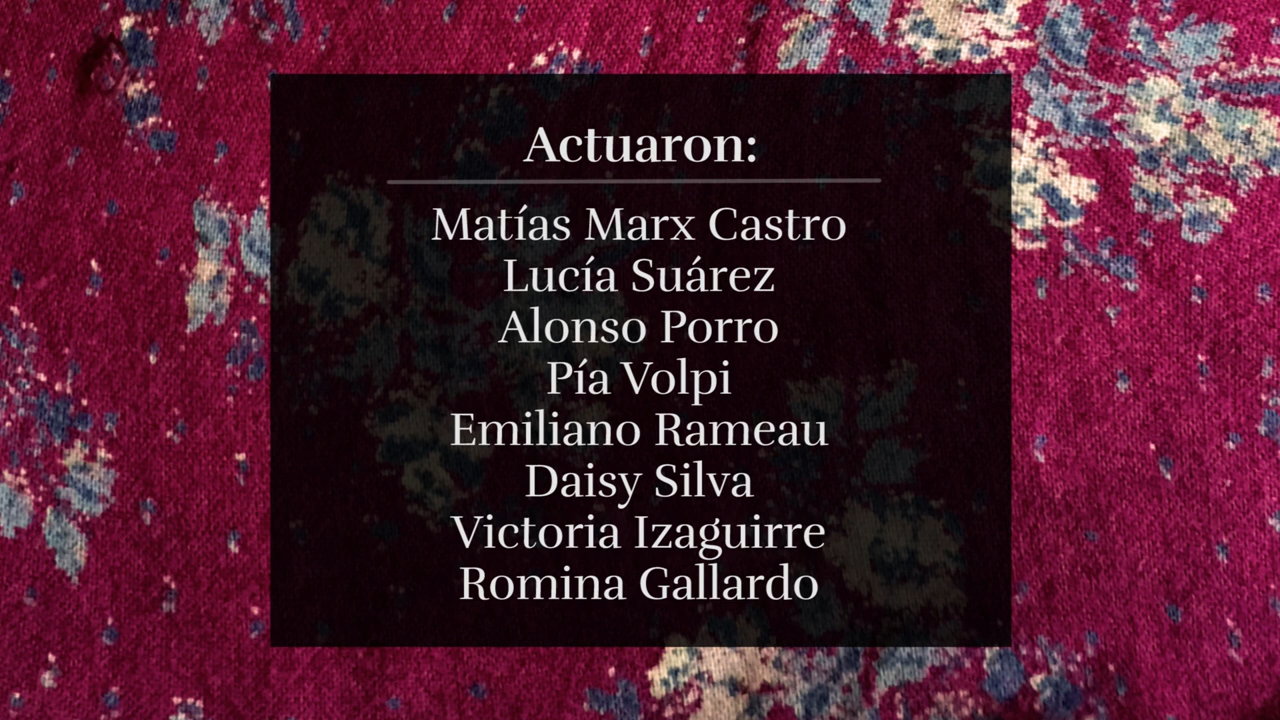 Actuaron:
Matías Marx Castro
Lucía Suárez
Alonso Porro
Pía Volpi
Emiliano Rameau
Daisy Silva
Victoria Izaguirre
Romina Gallardo